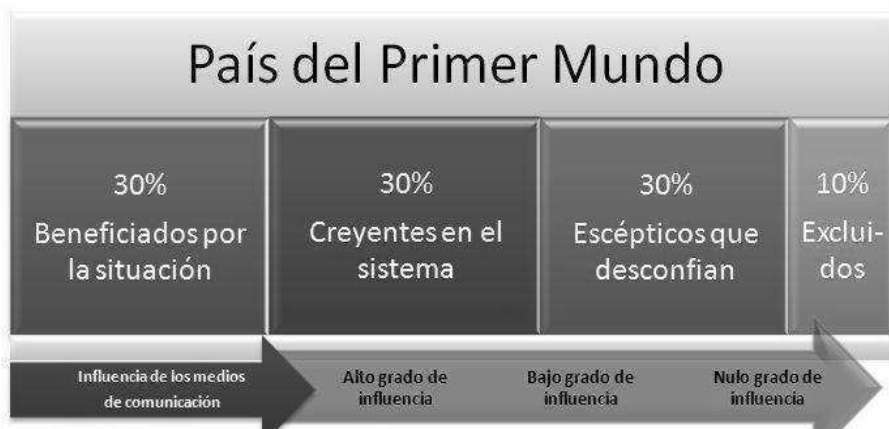 País del Primer Mundo
30%
Beneficiados por
la situación
30%
Creyentes en el
sistema
30%
Escépticos que
desconfian
10%
Exclui-
dos
Influencia de los medios
de comunicación
Alto grado de
influencia
Bajo grado de
influencia
Nulo grado de
influencia